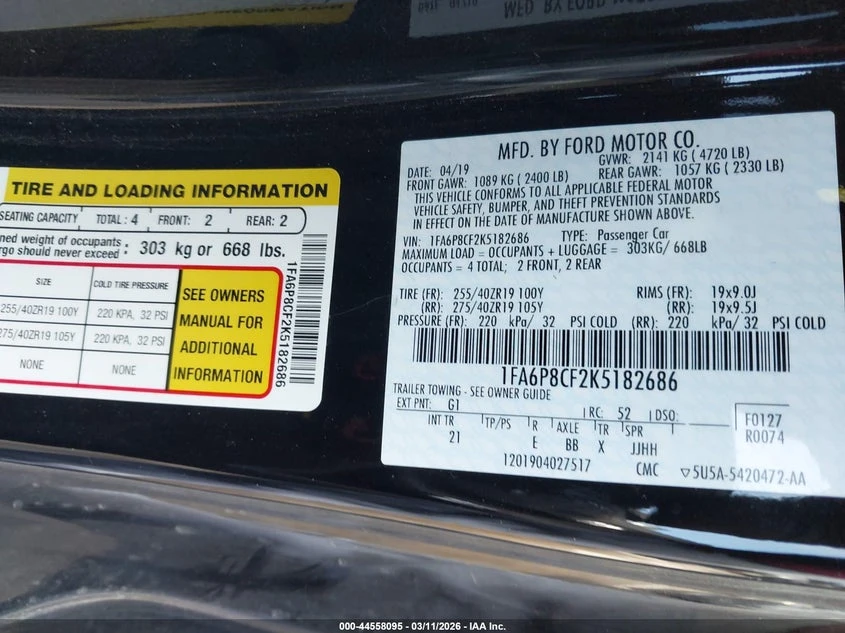 TIRE AND LOADING INFORMATION
SEATING CAPACITY TOTAL: 4 FRONT: 2 REAR: 2
weight of occupants : 303 kg or 668 lbs.
should never exceed
SIZE COLD TIRE PRESSURE
255/40ZR19 100Y 220 KPA, 32 PSI
275/40ZR19 105Y 220 KPA, 32 PSI
NONE NONE
SEE OWNERS
MANUAL FOR
ADDITIONAL
INFORMATION
1FA6P8CF2K5182686
MFD. BY FORD MOTOR CO.
DATE: 04/19 GVWR: 2141 KG ( 4720 LB)
FRONT GAWR: 1089 KG ( 2400 LB) REAR GAWR: 1057 KG ( 2330 LB)
THIS VEHICLE CONFORMS TO ALL APPLICABLE FEDERAL MOTOR
VEHICLE SAFETY, BUMPER, AND THEFT PREVENTION STANDARDS
IN EFFECT ON THE DATE OF MANUFACTURE SHOWN ABOVE.
VIN: 1FA6P8CF2K5182686 TYPE: Passenger Car
MAXIMUM LOAD = OCCUPANTS + LUGGAGE = 303KG/ 668LB
OCCUPANTS = 4 TOTAL; 2 FRONT, 2 REAR
TIRE (FR): 255/40ZR19 100Y RIMS (FR): 19x9.0J
(RR): 275/40ZR19 105Y (RR): 19x9.5J
PRESSURE (FR): 220 kPa/ 32 PSI COLD (RR): 220 kPa/ 32 PSI COLD
1FA6P8CF2K5182686
TRAILER TOWING - SEE OWNER GUIDE
EXT PNT: G1 RC: 52 DSO: F0127
INT TR TP/PS R AXLE TR SPR R0074
21 E BB X JJHH
1201904027517 CMC 5U5A-5420472-AA
000-44558095 - 03/11/2026 - IAA Inc.